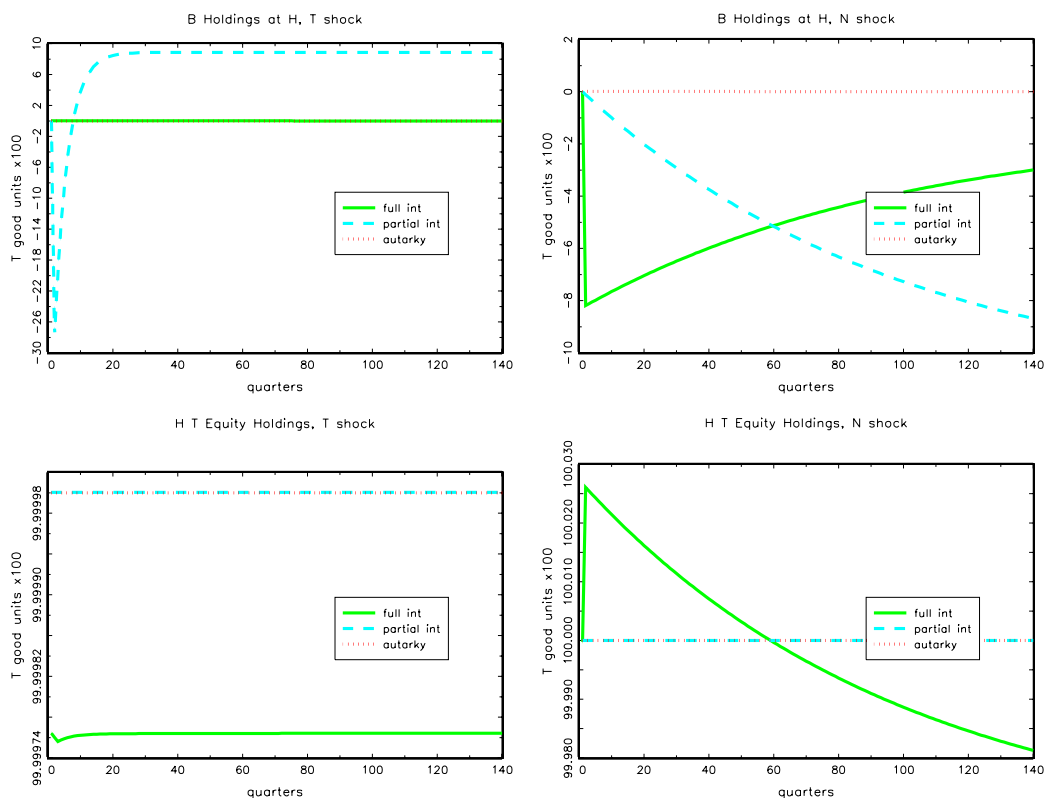 B Holdings at H, T shock
T good units x100
10
6
2
-2
-6
-10
-14
-18
-22
-26
-30
0 20 40 60 80 100 120 140
quarters
full int
partial int
autarky
B Holdings at H, N shock
T good units x100
2
0
-2
-4
-6
-8
-10
0 20 40 60 80 100 120 140
quarters
full int
partial int
autarky
H T Equity Holdings, T shock
T good units x100
99.99998
99.99990
99.99982
99.99974
0 20 40 60 80 100 120 140
quarters
full int
partial int
autarky
H T Equity Holdings, N shock
T good units x100
100.030
100.020
100.010
100.000
99.990
99.980
0 20 40 60 80 100 120 140
quarters
full int
partial int
autarky